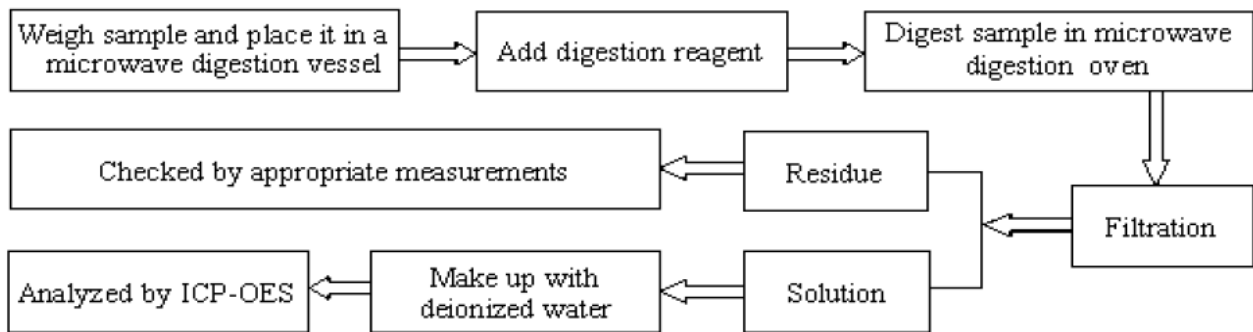 Weigh sample and place it in a
microwave digestion vessel
Add digestion reagent
Digest sample in microwave
digestion oven
Checked by appropriate measurements
Residue
Filtration
Analyzed by ICP-OES
Make up with
deionized water
Solution